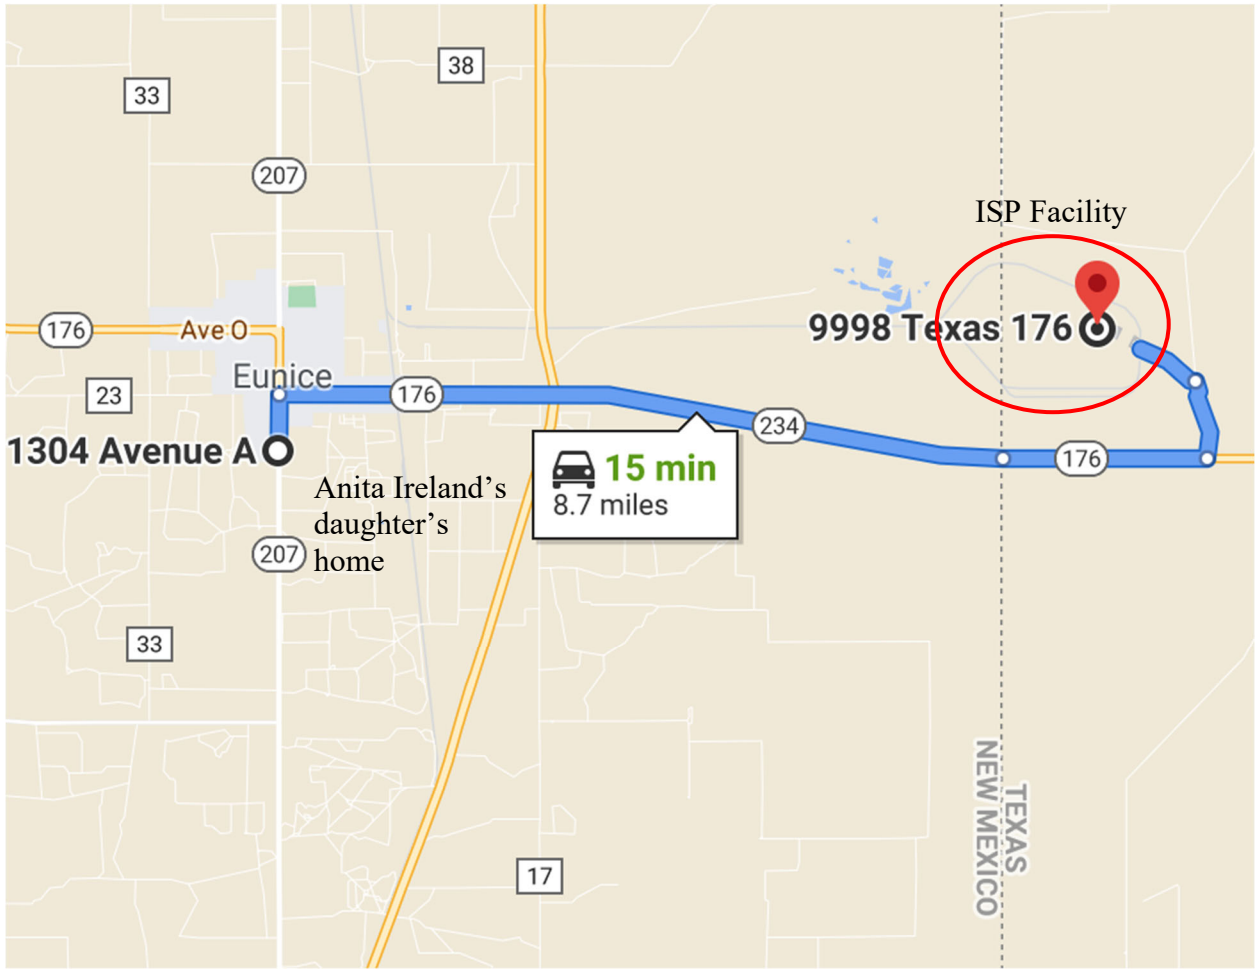 38
33
207
ISP Facility
176
Ave O
9998 Texas 176
Eunice
23
176
234
1304 Avenue A
176
15 min
8.7 miles
Anita Ireland’s
daughter’s
home
207
33
17
TEXAS
NEW MEXICO